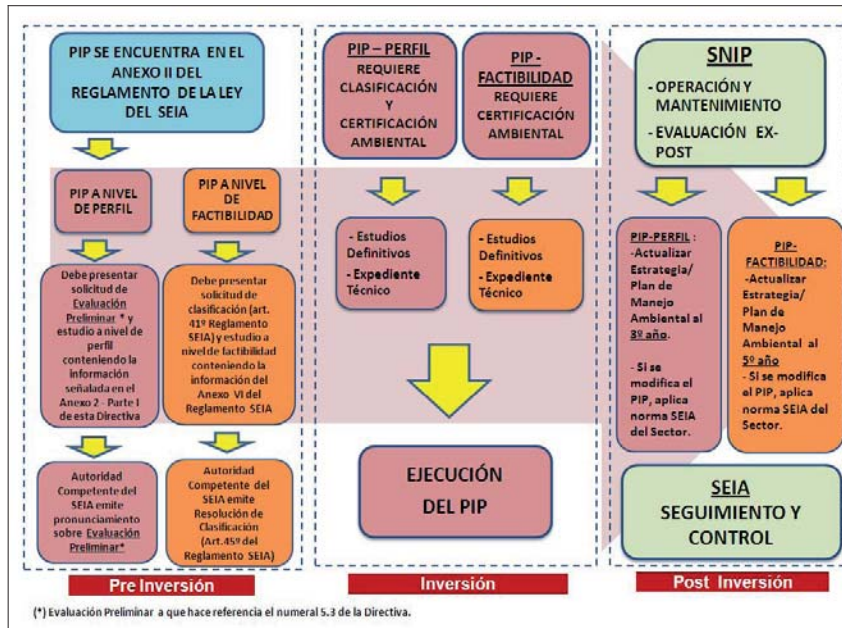 PIP SE ENCUENTRA EN EL
ANEXO II DEL
REGLAMENTO DE LA LEY
DEL SEIA
PIP A NIVEL
DE PERFIL
PIP A NIVEL
DE
FACTIBILIDAD
Debe presentar
solicitud de
Evaluación
Preliminar * y
estudio a nivel de
perfil
conteniendo la
información
señalada en el
Anexo 2 - Parte I
de esta Directiva
Debe presentar
solicitud de
clasificación (art.
41º Reglamento
SEIA) y estudio a
nivel de factibilidad
conteniendo la
información del
Anexo VI del
Reglamento SEIA
Autoridad
Competente del
SEIA emite
pronunciamiento
sobre Evaluación
Preliminar*
Autoridad
Competente del
SEIA emite
Resolución de
Clasificación
(Art.45º del
Reglamento SEIA)
Pre Inversión
PIP – PERFIL
REQUIERE
CLASIFICACIÓN
Y
CERTIFICACIÓN
AMBIENTAL
PIP -
FACTIBILIDAD
REQUIERE
CERTIFICACIÓN
AMBIENTAL
- Estudios
Definitivos
- Expediente
Técnico
- Estudios
Definitivos
- Expediente
Técnico
EJECUCIÓN
DEL PIP
Inversión
SNIP
- OPERACIÓN Y
MANTENIMIENTO
- EVALUACIÓN EX-
POST
PIP-PERFIL :
-Actualizar
Estrategia/
Plan de
Manejo
Ambiental al
3º año.
- Si se
modifica el
PIP, aplica
norma SEIA
del Sector.
PIP-
FACTIBILIDAD:
-Actualizar
Estrategia/
Plan de
Manejo
Ambiental al
5º año
- Si se modifica
el PIP, aplica
norma SEIA del
Sector.
SEIA
SEGUIMIENTO Y
CONTROL
Post Inversión
(*) Evaluación Preliminar a que hace referencia el numeral 5.3 de la Directiva.